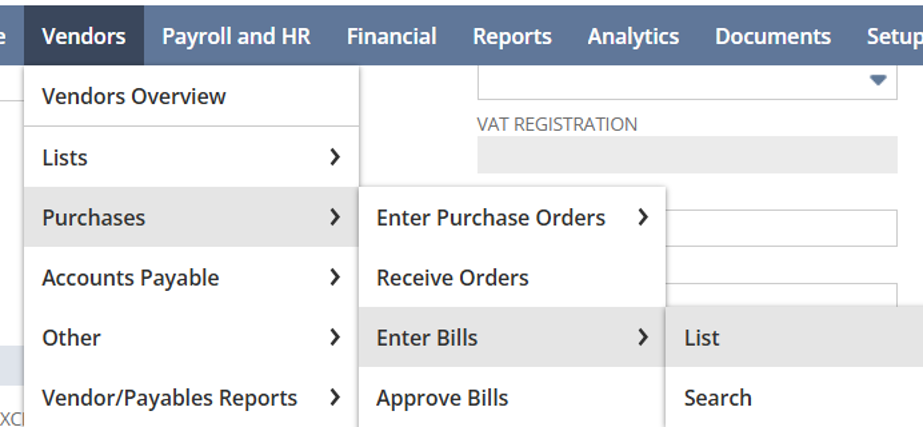 e Vendors Payroll and HR Financial Reports Analytics Documents Setup
Vendors Overview
VAT REGISTRATION
Lists
Purchases
Enter Purchase Orders
Accounts Payable
Receive Orders
Other
Enter Bills
List
Vendor/Payables Reports
Approve Bills
Search
XCI